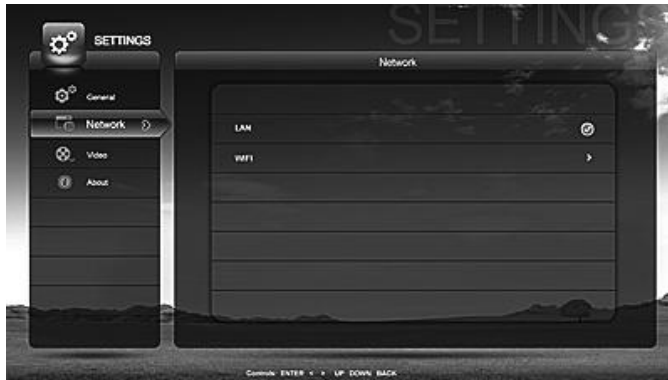 SETTINGS
SETTINGS
Network
General
Network
Video
About
LAN
WIFI
Controls: ENTER < > UP DOWN BACK